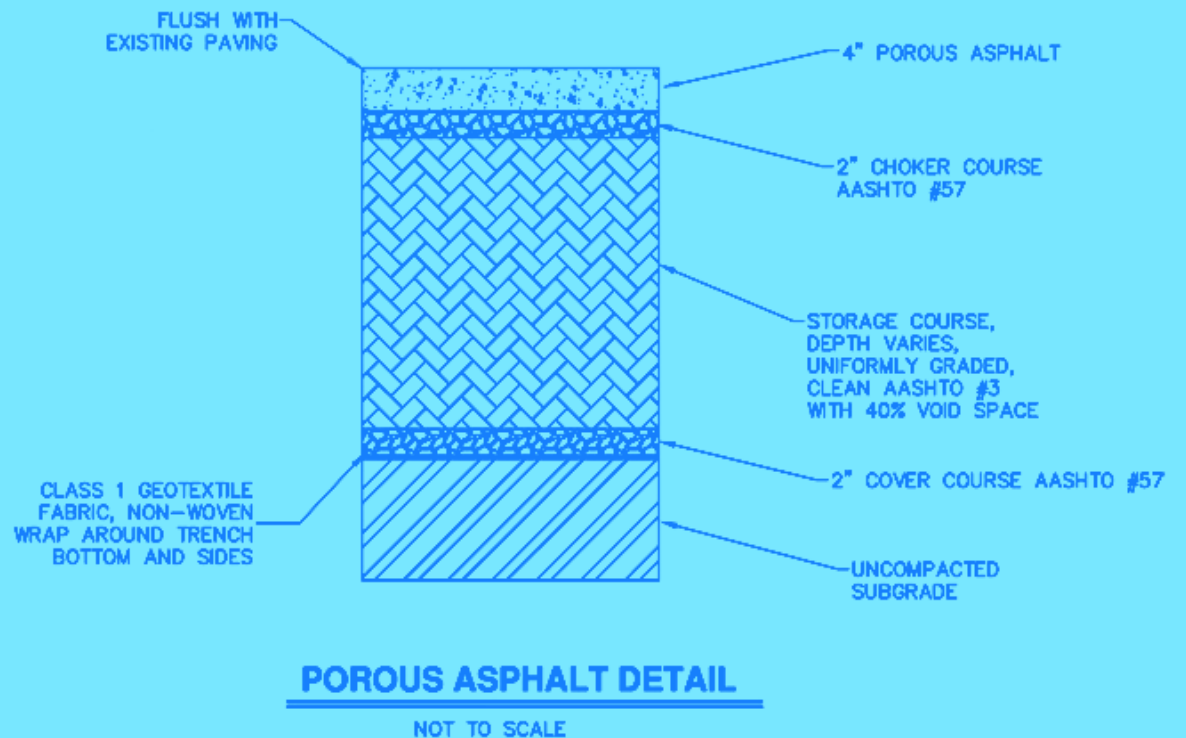 FLUSH WITH
EXISTING PAVING
4" POROUS ASPHALT
2" CHOKER COURSE
AASHTO #57
STORAGE COURSE,
DEPTH VARIES,
UNIFORMLY GRADED,
CLEAN AASHTO #3
WITH 40% VOID SPACE
2" COVER COURSE AASHTO #57
CLASS 1 GEOTEXTILE
FABRIC, NON-WOVEN
WRAP AROUND TRENCH
BOTTOM AND SIDES
UNCOMPACTED
SUBGRADE
POROUS ASPHALT DETAIL
NOT TO SCALE